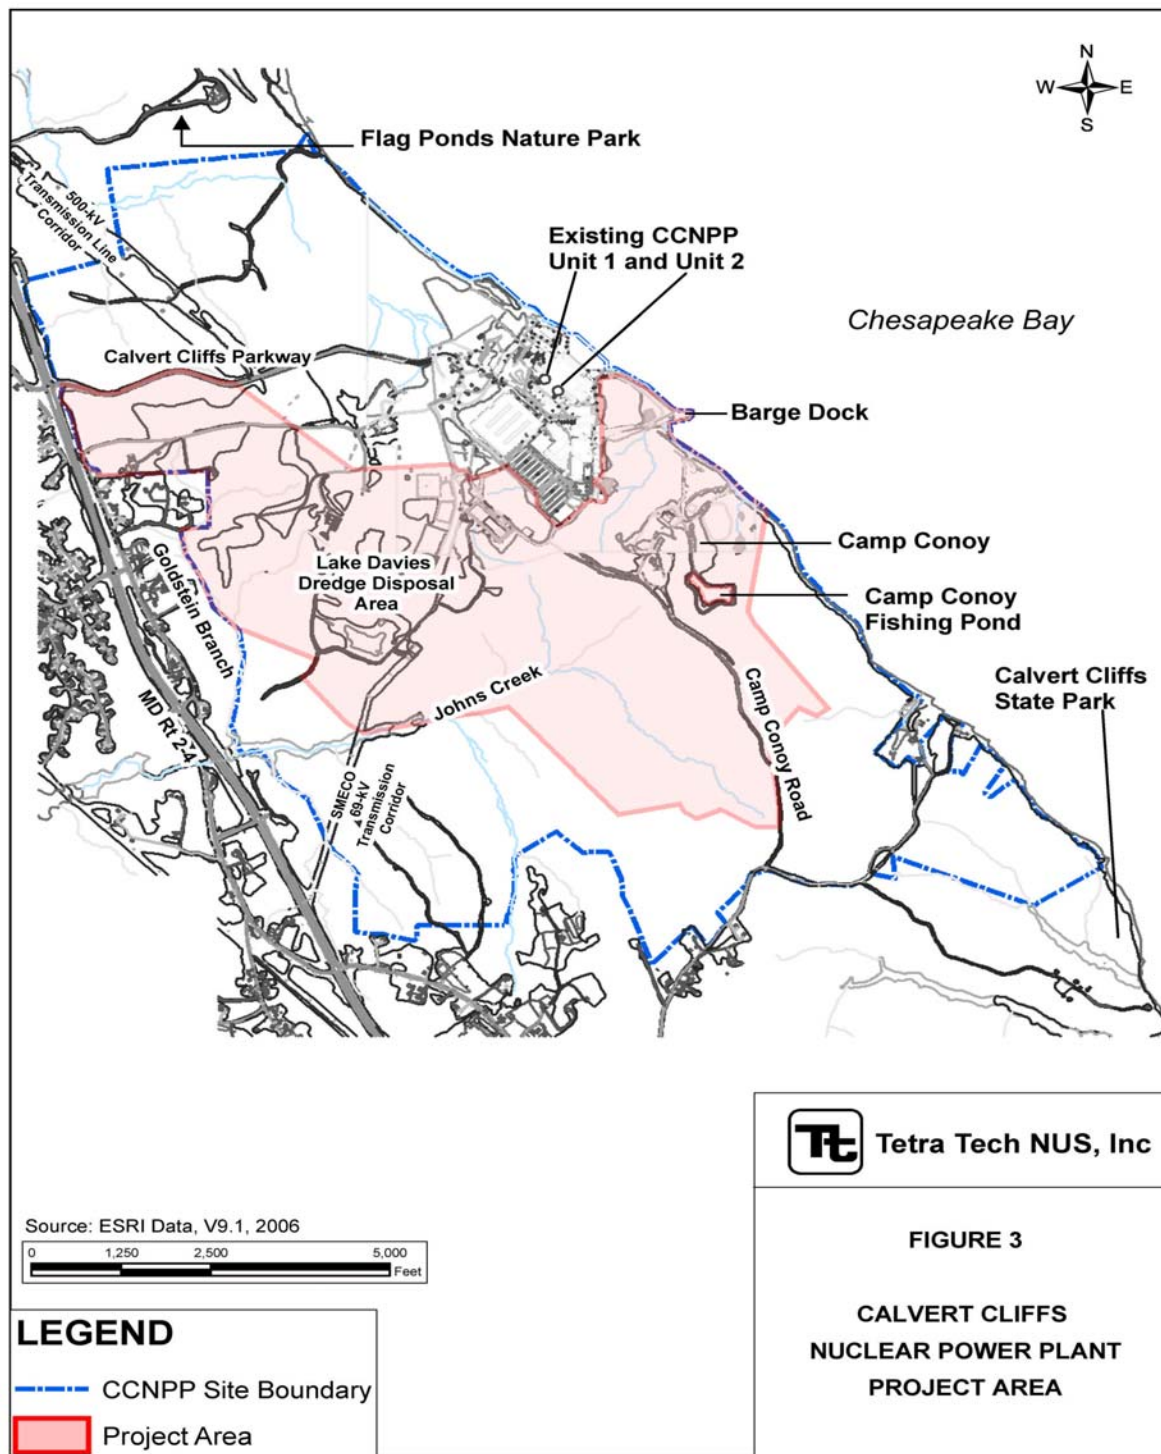 N
W E
S
Flag Ponds Nature Park
500-kV
Transmission Line
Corridor
Existing CCNPP
Unit 1 and Unit 2
Chesapeake Bay
Calvert Cliffs Parkway
Barge Dock
Camp Conoy
Lake Davies
Dredge Disposal
Area
Camp Conoy
Fishing Pond
Goldstein Branch
Calvert Cliffs
State Park
Johns Creek
MD Rt 2-4
Camp Conoy Road
SMECO
69-kV
Transmission
Corridor
Tt Tetra Tech NUS, Inc
Source: ESRI Data, V9.1, 2006
0 1,250 2,500 5,000
Feet
FIGURE 3
CALVERT CLIFFS
NUCLEAR POWER PLANT
PROJECT AREA
LEGEND
CCNPP Site Boundary
Project Area